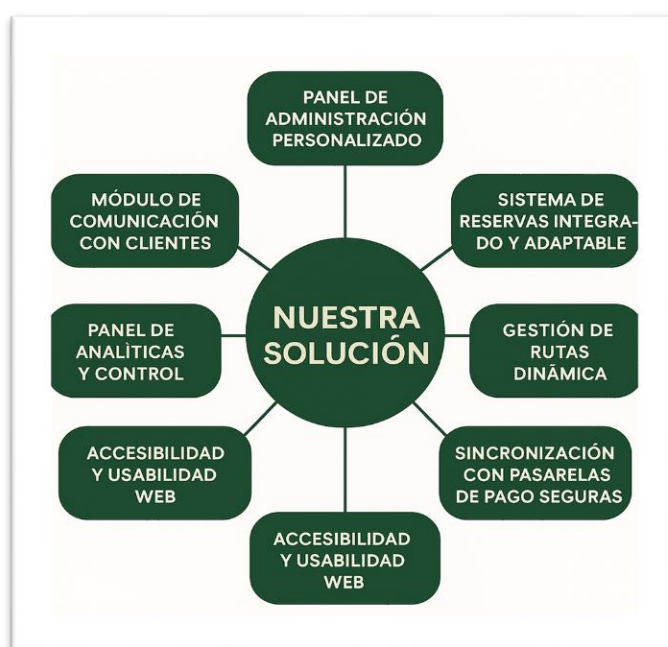 PANEL DE
ADMINISTRACIÓN
PERSONALIZADO
MÓDULO DE
COMUNICACIÓN
CON CLIENTES
SISTEMA DE
RESERVAS INTEGRA-
DO Y ADAPTABLE
NUESTRA
SOLUCIÓN
PANEL DE
ANALÌTICAS
Y CONTROL
GESTIÓN DE
RUTAS
DINÃMICA
ACCESIBILIDAD
Y USABILIDAD
WEB
SINCRONIZACIÓN
CON PASARELAS
DE PAGO SEGURAS
ACCESIBILIDAD
Y USABILIDAD
WEB